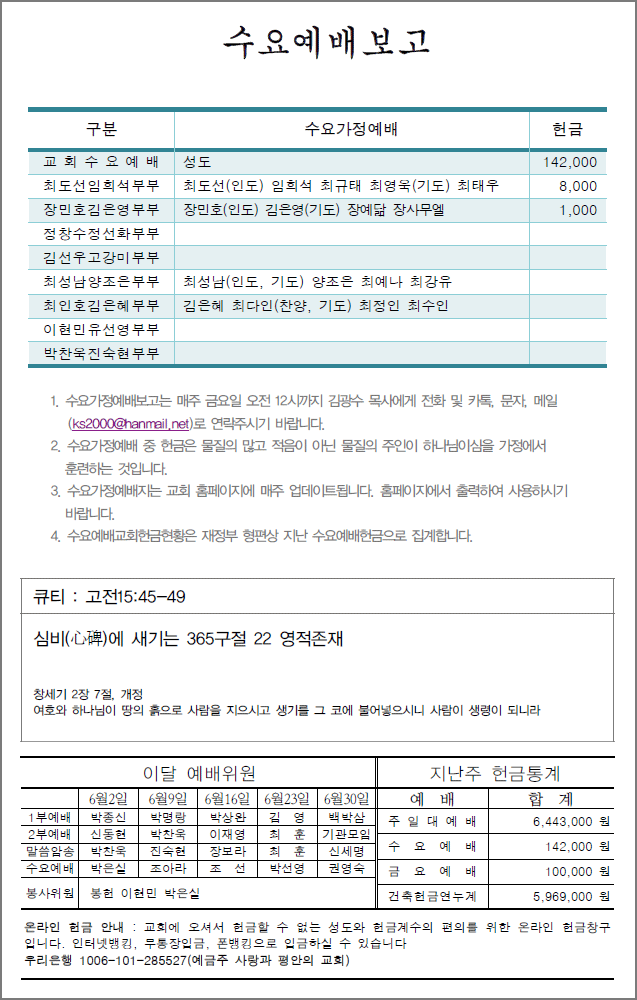 수요예배보고
구분 수요가정예배 헌금
교 회 수 요 예 배 성도 142,000
최도선임희석부부 최도선(인도) 임희석 최규태 최영욱(기도) 최태우 8,000
장민호김은영부부 장민호(인도) 김은영(기도) 장예닮 장사무엘 1,000
정창수정선화부부
김선우고강미부부
최성남양조은부부 최성남(인도, 기도) 양조은 최예나 최강유
최인호김은혜부부 김은혜 최다인(찬양, 기도) 최정인 최수인
이현민유선영부부
박찬욱진숙현부부
1. 수요가정예배보고는 매주 금요일 오전 12시까지 김광수 목사에게 전화 및 카톡, 문자, 메일
(ks2000@hanmail.net)로 연락주시기 바랍니다.
2. 수요가정예배 중 헌금은 물질의 많고 적음이 아닌 물질의 주인이 하나님이심을 가정에서
훈련하는 것입니다.
3. 수요가정예배지는 교회 홈페이지에 매주 업데이트됩니다. 홈페이지에서 출력하여 사용하시기
바랍니다.
4. 수요예배교회헌금현황은 재정부 형편상 지난 수요예배헌금으로 집계합니다.
큐티 : 고전15:45-49
심비(心碑)에 새기는 365구절 22 영적존재
창세기 2장 7절, 개정
여호와 하나님이 땅의 흙으로 사람을 지으시고 생기를 그 코에 불어넣으시니 사람이 생령이 되니라
이달 예배위원
6월2일 6월9일 6월16일 6월23일 6월30일
1부예배 박종신 박명랑 박상완 김 영 백박삼
2부예배 신동현 박찬욱 이재영 최 훈 기관모임
말씀암송 박찬욱 진숙현 장보라 최 훈 신세명
수요예배 박은실 조아라 조 선 박선영 권영숙
봉사위원 봉헌 이현민 박은실
지난주 헌금통계
예 배 합 계
주 일 대 예 배 6,443,000 원
수 요 예 배 142,000 원
금 요 예 배 100,000 원
건축헌금연누계 5,969,000 원
온라인 헌금 안내 : 교회에 오셔서 헌금할 수 없는 성도와 헌금계수의 편의를 위한 온라인 헌금창구
입니다. 인터넷뱅킹, 무통장입금, 폰뱅킹으로 입금하실 수 있습니다
우리은행 1006-101-285527(예금주 사랑과 평안의 교회)